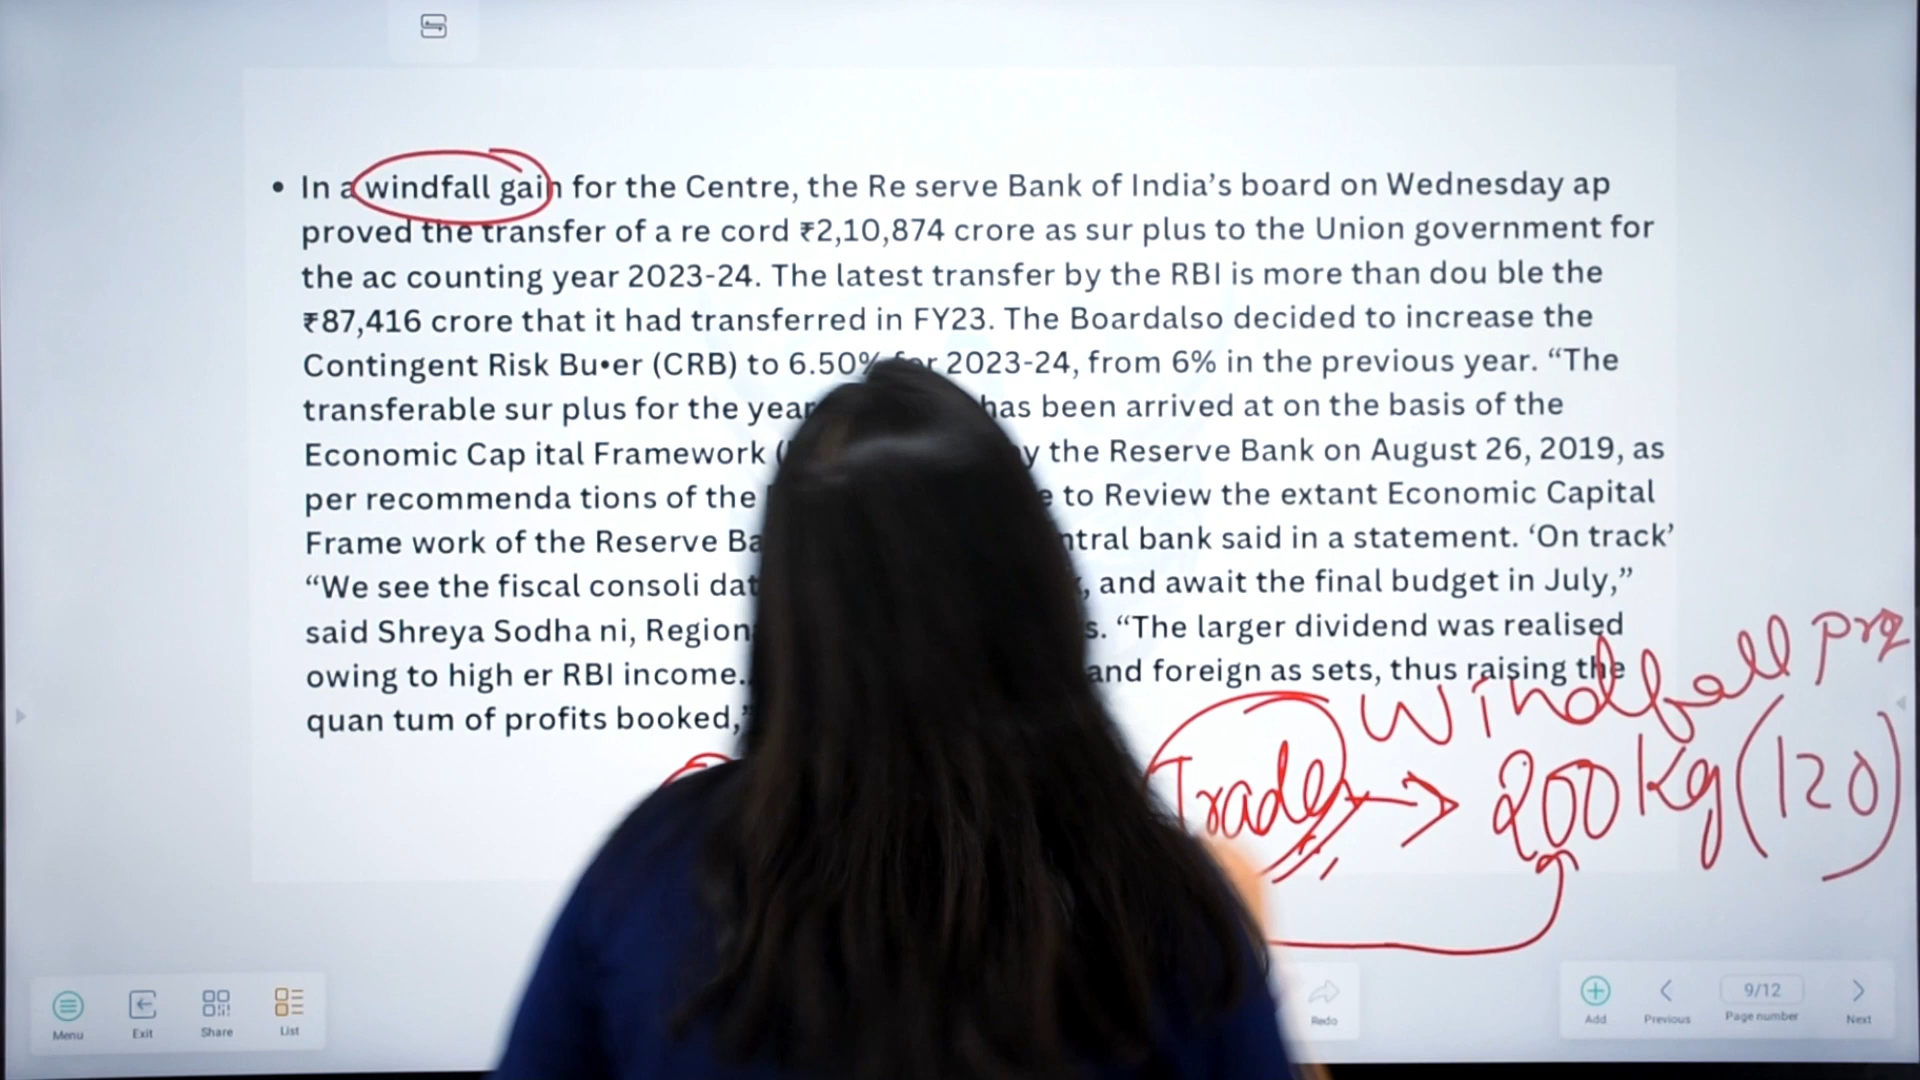 • In a windfall gain for the Centre, the Re serve Bank of India’s board on Wednesday ap
proved the transfer of a re cord ₹2,10,874 crore as sur plus to the Union government for
the ac counting year 2023-24. The latest transfer by the RBI is more than dou ble the
₹87,416 crore that it had transferred in FY23. The Boardalso decided to increase the
Contingent Risk Bu•er (CRB) to 6.50% for 2023-24, from 6% in the previous year. “The
transferable sur plus for the year has been arrived at on the basis of the
Economic Cap ital Framework ( by the Reserve Bank on August 26, 2019, as
per recommenda tions of the to Review the extant Economic Capital
Frame work of the Reserve bank said in a statement. ‘On track’
“We see the fiscal consoli , and await the final budget in July,”
said Shreya Sodha ni, “The larger dividend was realised
owing to high er RBI income.. and foreign as sets, thus raising the
quan tum of profits booked,”
Windfall
Trader → 200 Kg (120)
Menu
Exit
Share
List
Redo
Add
Previous
9/12
Page number
Next